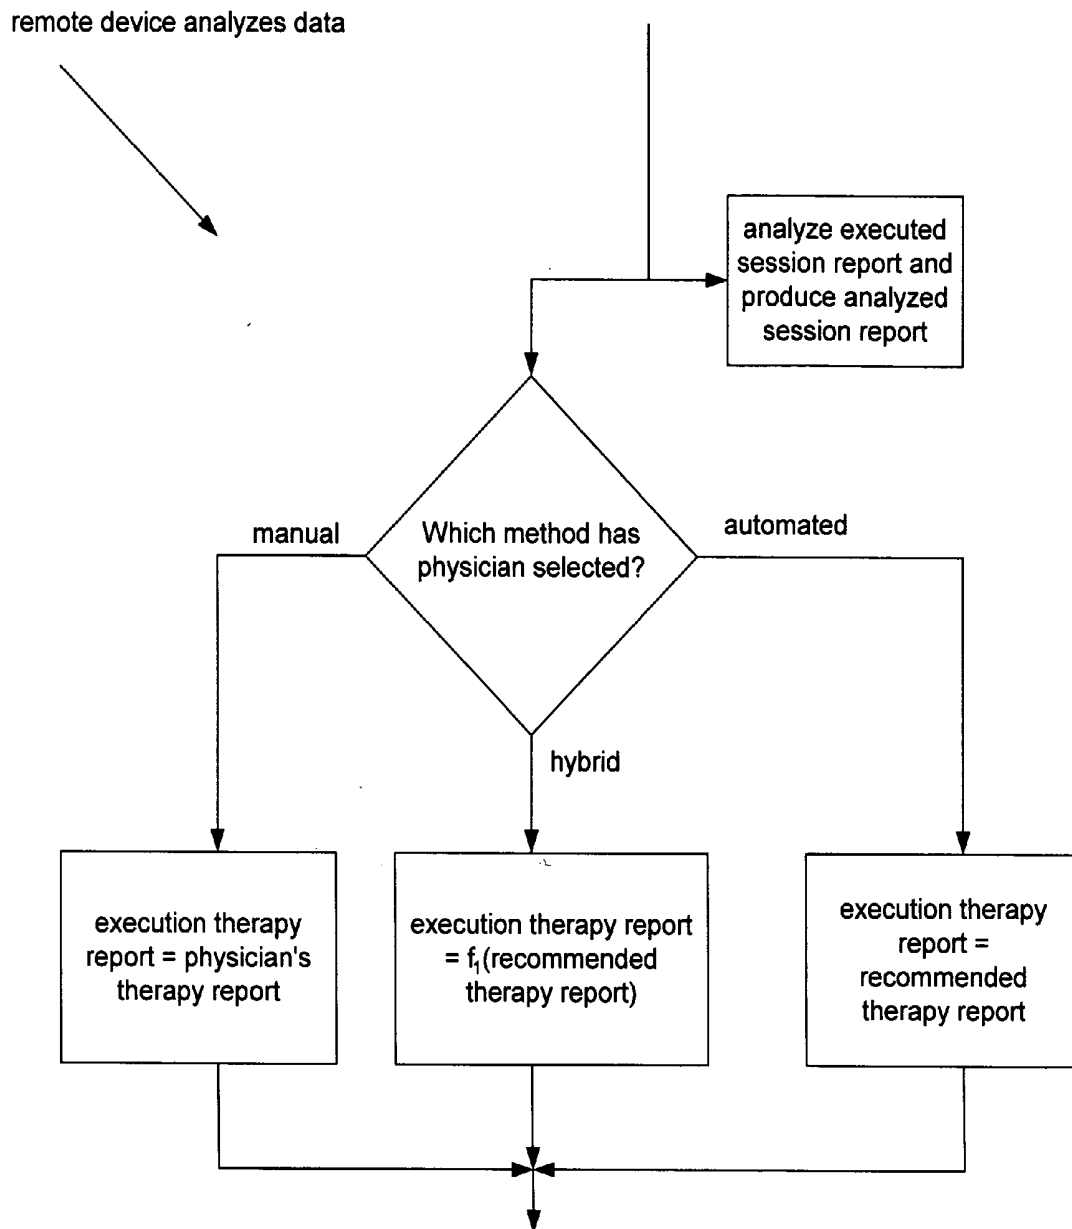 remote device analyzes data
analyze executed
session report and
produce analyzed
session report
manual
Which method has
physician selected?
automated
hybrid
execution therapy
report = physician's
therapy report
execution therapy report
= f₁(recommended
therapy report)
execution therapy
report =
recommended
therapy report